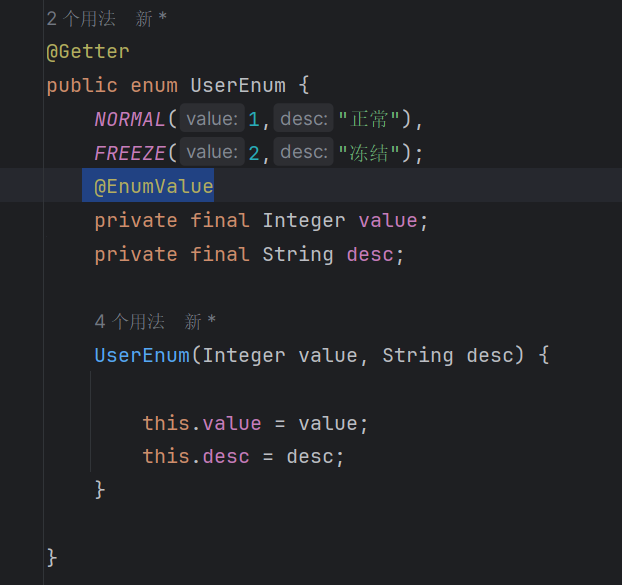 2 个用法 新 *
@Getter
public enum UserEnum {
NORMAL( value: 1, desc: "正常"),
FREEZE( value: 2, desc: "冻结");
@EnumValue
private final Integer value;
private final String desc;
4 个用法 新 *
UserEnum(Integer value, String desc) {
this.value = value;
this.desc = desc;
}
}